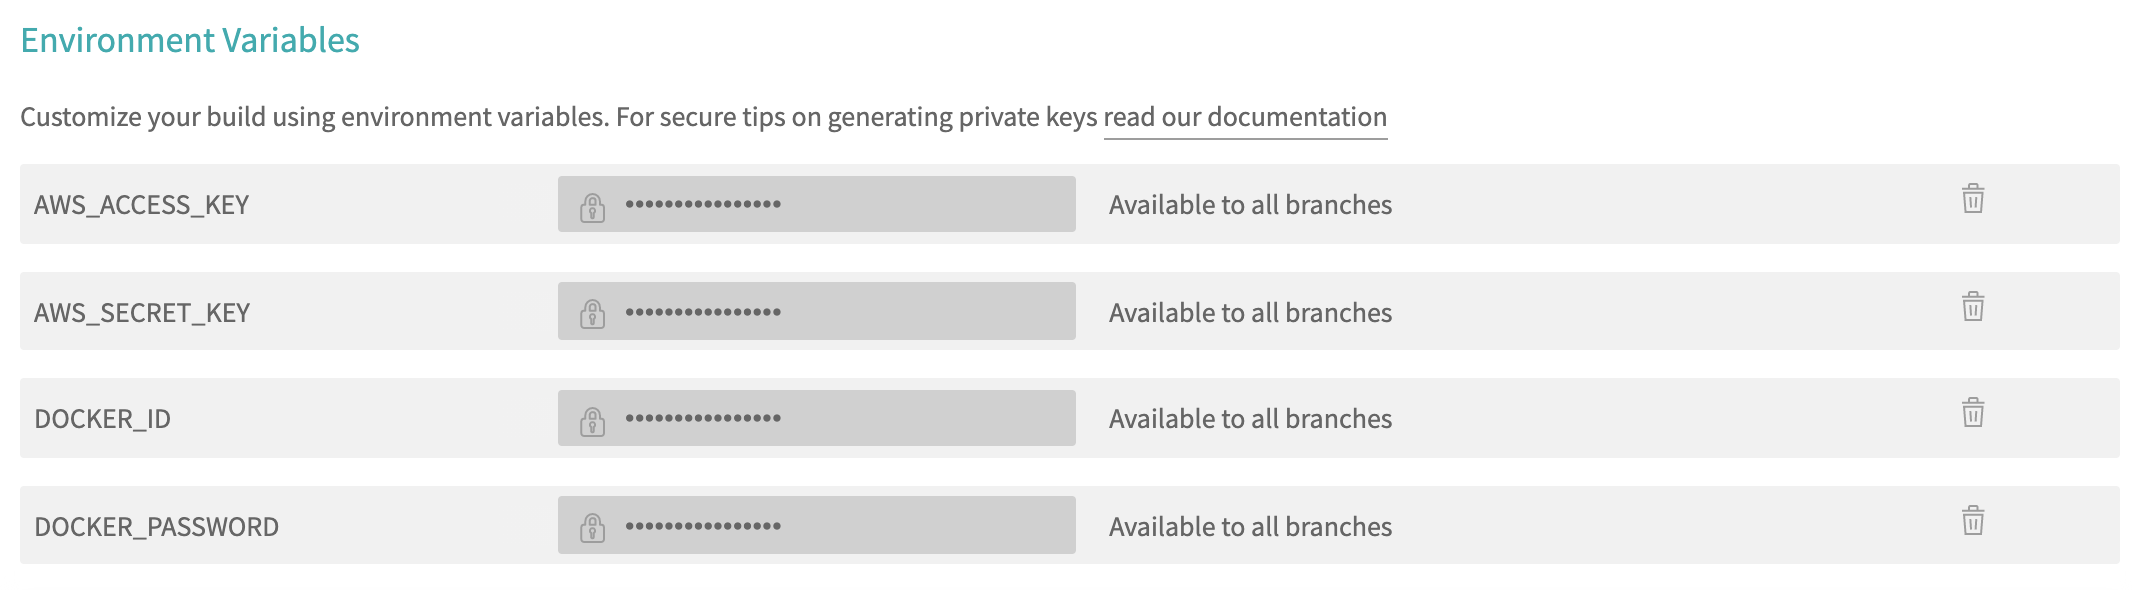 Environment Variables
Customize your build using environment variables. For secure tips on generating private keys read our documentation
AWS_ACCESS_KEY •••••••••••••••• Available to all branches
AWS_SECRET_KEY •••••••••••••••• Available to all branches
DOCKER_ID •••••••••••••••• Available to all branches
DOCKER_PASSWORD •••••••••••••••• Available to all branches